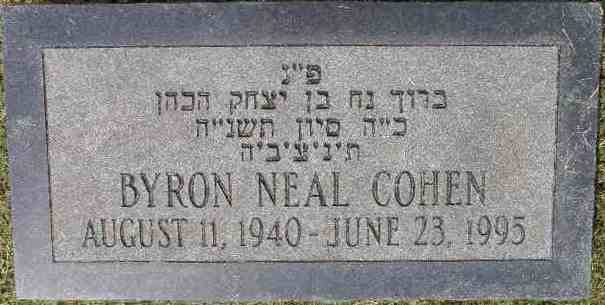 פ״נ
ברוך נח בן יצחק הכהן
כ״ה סיון תשנ״ה
ת׳נ׳צ׳ב׳ה
BYRON NEAL COHEN
AUGUST 11, 1940 - JUNE 23, 1995